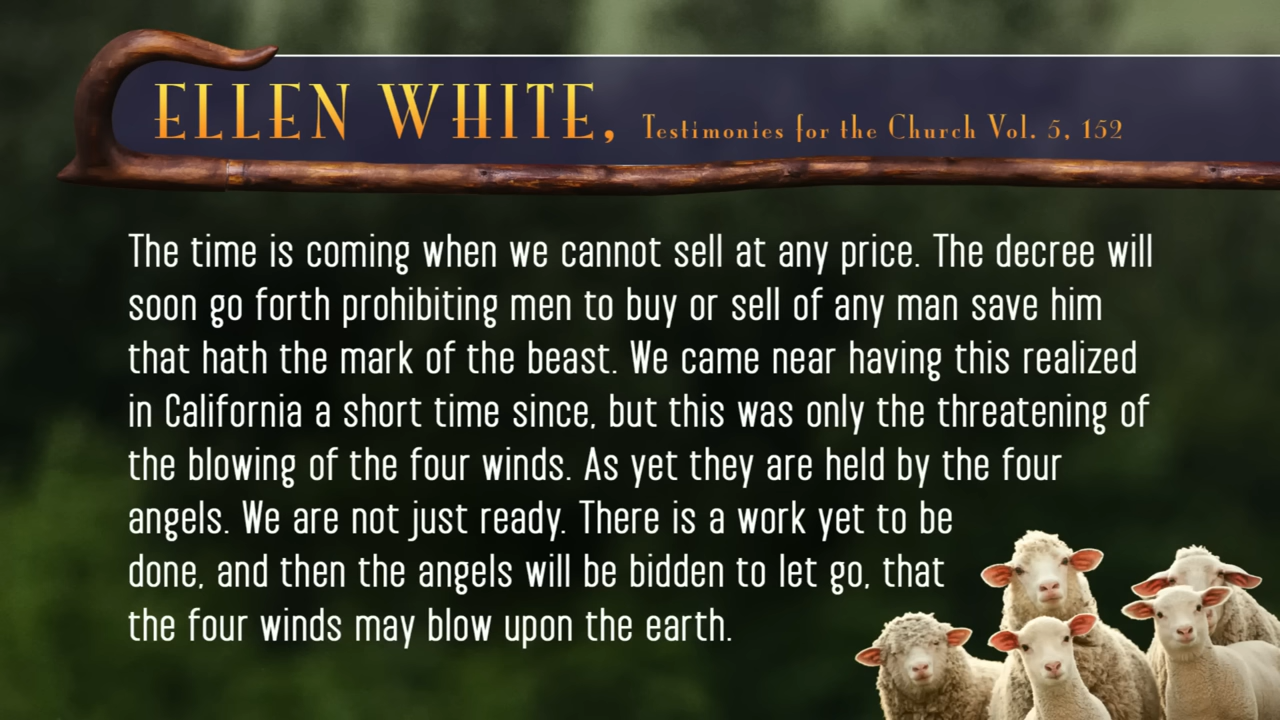 ELLEN WHITE, Testimonies for the Church Vol. 5, 152
The time is coming when we cannot sell at any price. The decree will
soon go forth prohibiting men to buy or sell of any man save him
that hath the mark of the beast. We came near having this realized
in California a short time since, but this was only the threatening of
the blowing of the four winds. As yet they are held by the four
angels. We are not just ready. There is a work yet to be
done, and then the angels will be bidden to let go, that
the four winds may blow upon the earth.